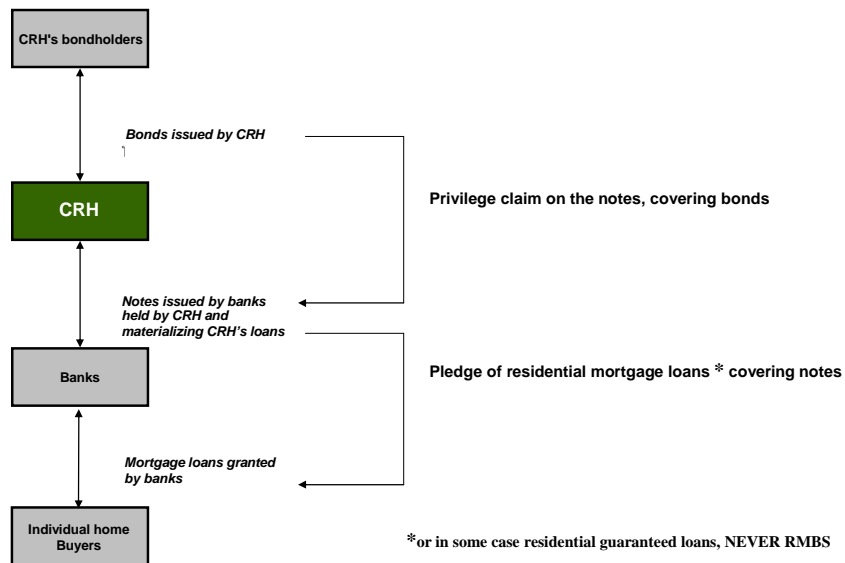 CRH's bondholders
Bonds issued by CRH
CRH
Privilege claim on the notes, covering bonds
Notes issued by banks
held by CRH and
materializing CRH's loans
Banks
Pledge of residential mortgage loans * covering notes
Mortgage loans granted
by banks
Individual home
Buyers
*or in some case residential guaranteed loans, NEVER RMBS